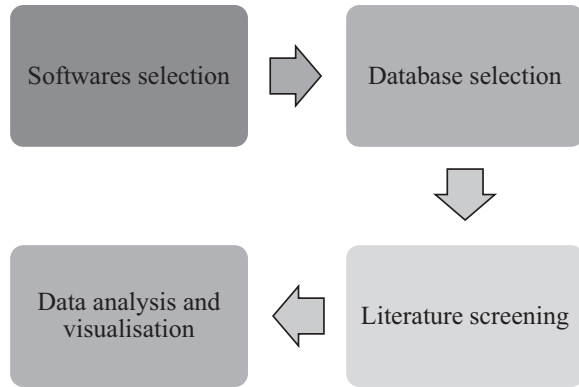 Softwares selection
Database selection
Literature screening
Data analysis and
visualisation